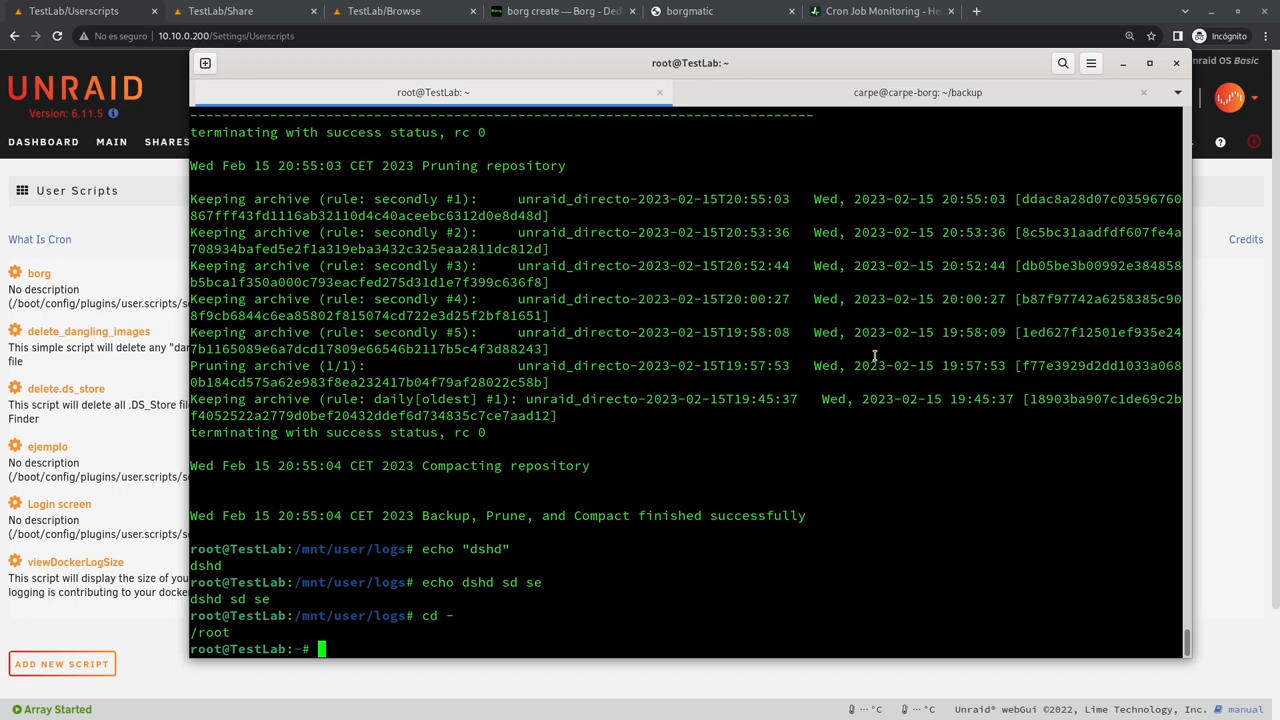 TestLab/Userscripts
TestLab/Share
TestLab/Browse
borg create — Borg - Ded
borgmatic
Cron Job Monitoring - He
No es seguro
10.10.0.200/Settings/Userscripts
Incógnito
root@TestLab: ~
root@TestLab: ~
carpe@carpe-borg: ~/backup
UNRAID
Version: 6.11.5
nraid OS Basic
DASHBOARD MAIN SHARES
User Scripts
What Is Cron
Credits
borg
No description
(/boot/config/plugins/user.scripts/s
delete_dangling_images
This simple script will delete any "da
file
delete.ds_store
This script will delete all .DS_Store fil
Finder
ejemplo
No description
(/boot/config/plugins/user.scripts/s
Login screen
No description
(/boot/config/plugins/user.scripts/s
viewDockerLogSize
This script will display the size of you
logging is contributing to your docke
ADD NEW SCRIPT
--------------------------------------------------------------------------------
terminating with success status, rc 0
Wed Feb 15 20:55:03 CET 2023 Pruning repository
Keeping archive (rule: secondly #1): unraid_directo-2023-02-15T20:55:03 Wed, 2023-02-15 20:55:03 [ddac8a28d07c03596760
867fff43fd1116ab32110d4c40aceebc6312d0e8d48d]
Keeping archive (rule: secondly #2): unraid_directo-2023-02-15T20:53:36 Wed, 2023-02-15 20:53:36 [8c5bc31aadfdf607fe4a
708934bafed5e2f1a319eba3432c325eaa2811dc812d]
Keeping archive (rule: secondly #3): unraid_directo-2023-02-15T20:52:44 Wed, 2023-02-15 20:52:44 [db05be3b00992e384858
b5bca1f350a000c793eacfed275d31d1e7f399c636f8]
Keeping archive (rule: secondly #4): unraid_directo-2023-02-15T20:00:27 Wed, 2023-02-15 20:00:27 [b87f97742a6258385c90
8f9cb6844c6ea85802f815074cd722e3d25f2bf81651]
Keeping archive (rule: secondly #5): unraid_directo-2023-02-15T19:58:08 Wed, 2023-02-15 19:58:09 [1ed627f12501ef935e24
7b1165089e6a7dcd17809e66546b2117b5c4f3d88243]
Pruning archive (1/1): unraid_directo-2023-02-15T19:57:53 Wed, 2023-02-15 19:57:53 [f77e3929d2dd1033a068
0b184cd575a62e983f8ea232417b04f79af28022c58b]
Keeping archive (rule: daily[oldest] #1): unraid_directo-2023-02-15T19:45:37 Wed, 2023-02-15 19:45:37 [18903ba907c1de69c2b
f4052522a2779d0bef20432ddef6d734835c7ce7aad12]
terminating with success status, rc 0
Wed Feb 15 20:55:04 CET 2023 Compacting repository
Wed Feb 15 20:55:04 CET 2023 Backup, Prune, and Compact finished successfully
root@TestLab:/mnt/user/logs# echo "dshd"
dshd
root@TestLab:/mnt/user/logs# echo dshd sd se
dshd sd se
root@TestLab:/mnt/user/logs# cd -
/root
root@TestLab:~#
Array Started
··· °C ··· °C Unraid® webGui ©2022, Lime Technology, Inc. manual